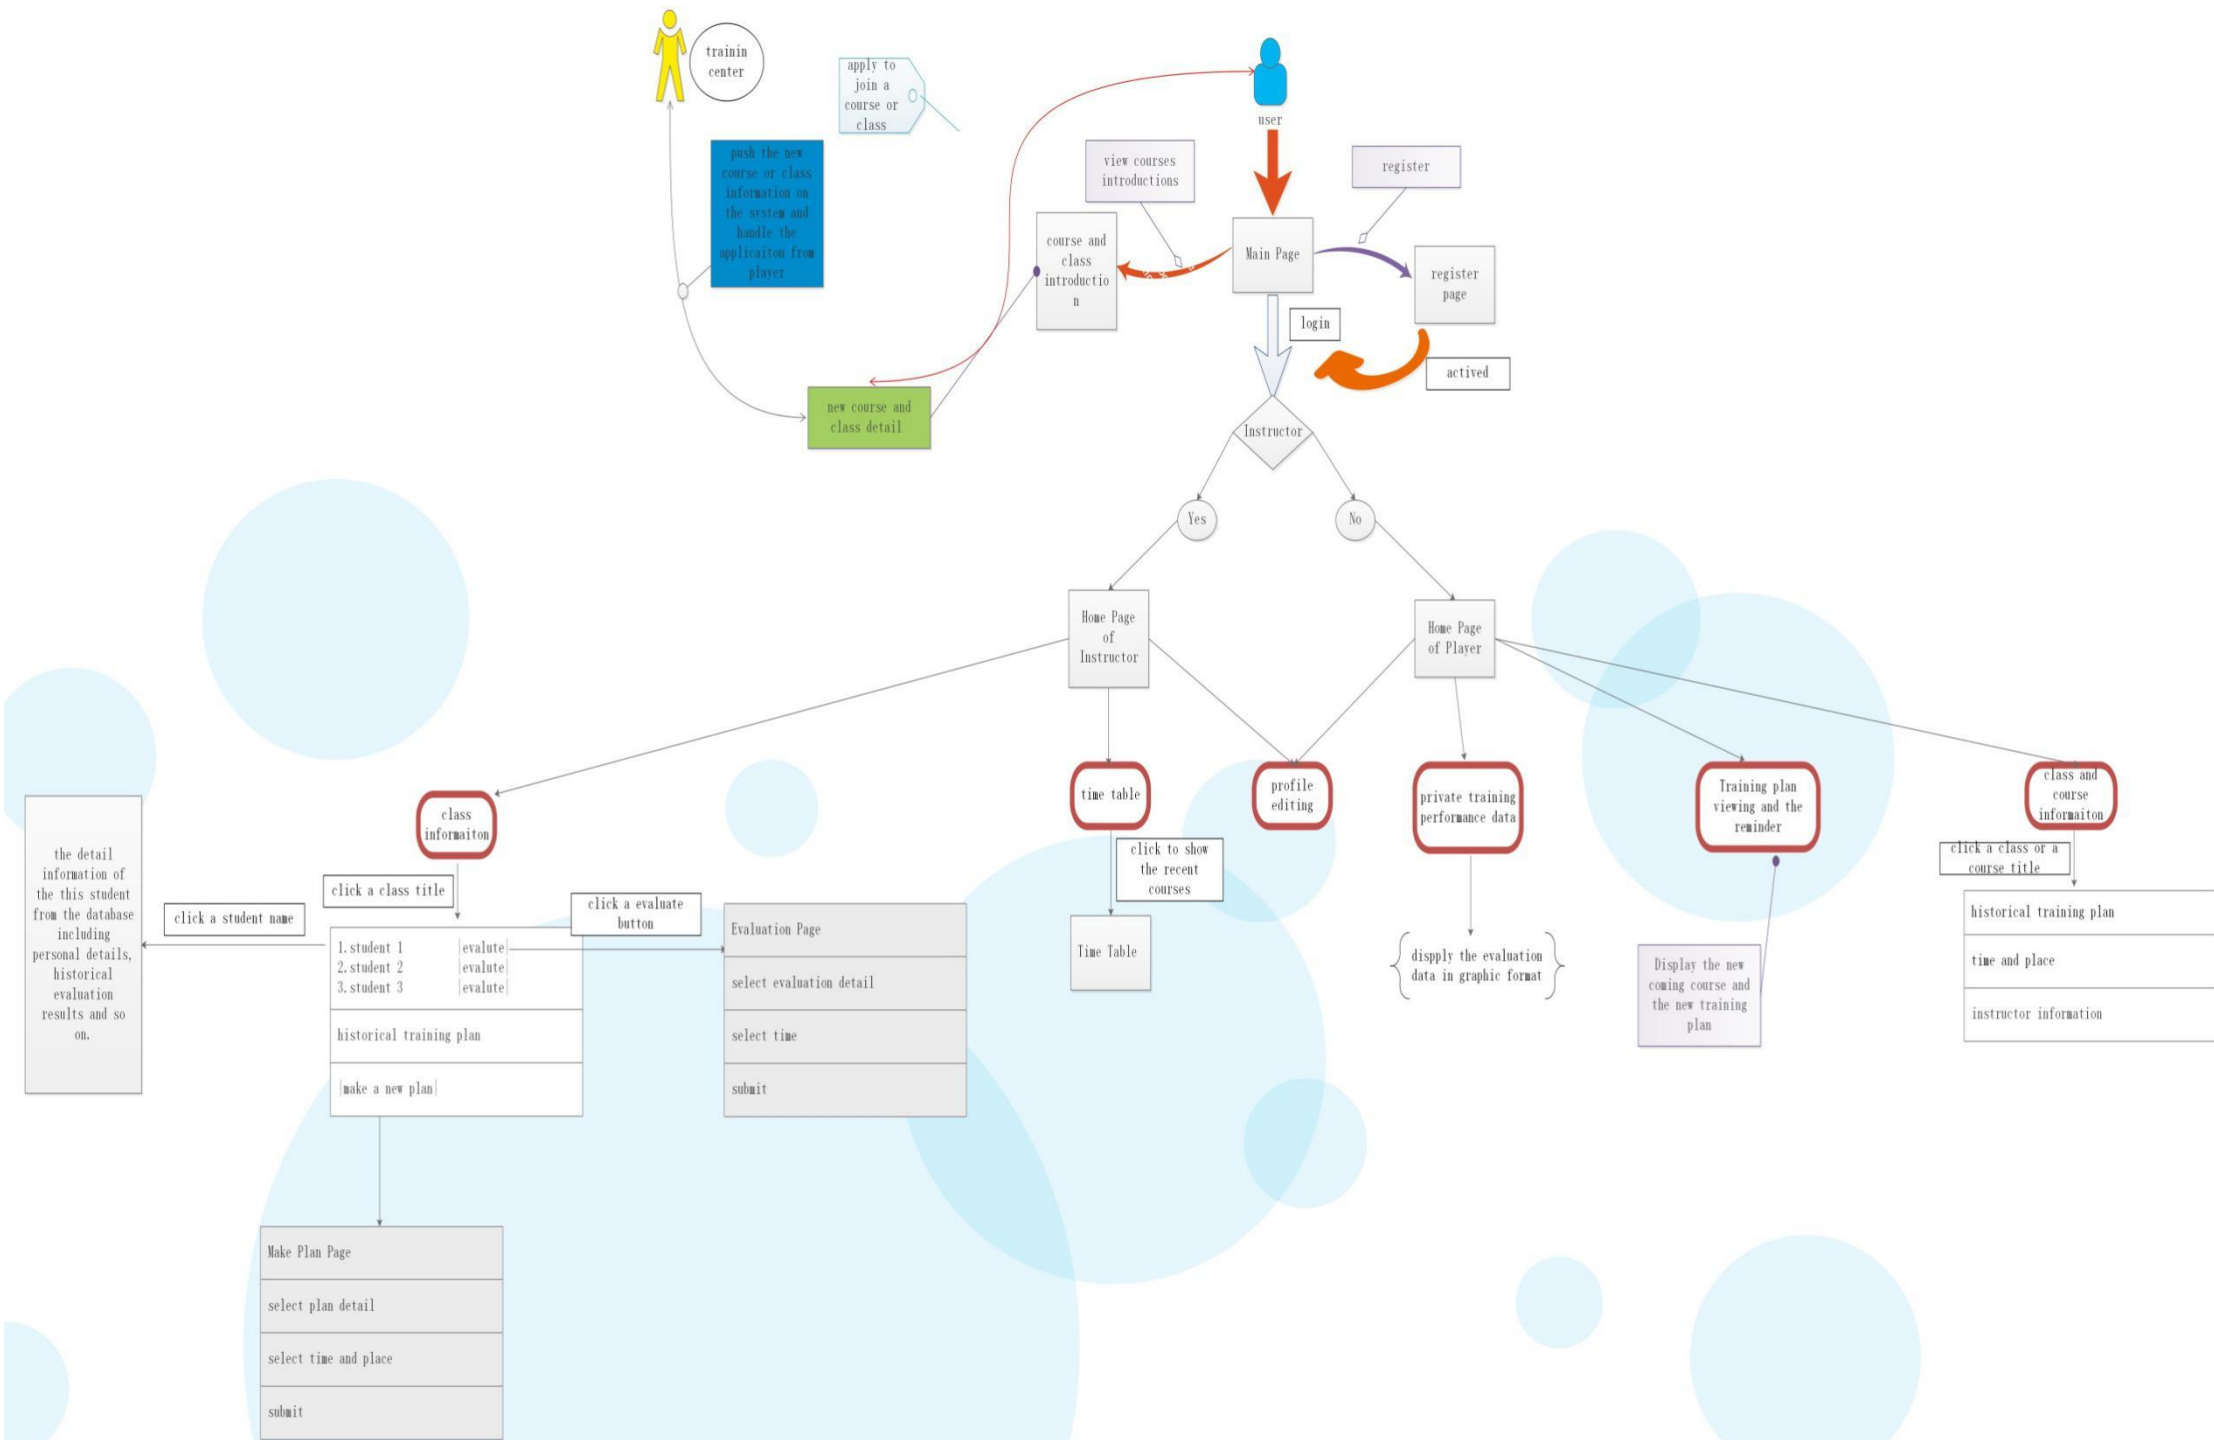 trainin
center
apply to
join a
course or
class
user
push the new
course or class
information on
the system and
handle the
applicaiton from
player
view courses
introductions
register
course and
class
introductio
n
Main Page
register
page
login
actived
new course and
class detail
Instructor
Yes
No
Home Page
of
Instructor
Home Page
of Player
class
informaiton
time table
profile
editing
private training
performance data
Training plan
viewing and the
reminder
class and
course
informaiton
the detail
information of
the this student
from the database
including
personal details,
historical
evaluation
results and so
on.
click a student name
click a class title
click a evaluate
button
click to show
the recent
courses
click a class or a
course title
1.student 1 |evalute|
2.student 2 |evalute|
3.student 3 |evalute|
historical training plan
|make a new plan|
Evaluation Page
select evaluation detail
select time
submit
Time Table
dispply the evaluation
data in graphic format
Display the new
coming course and
the new training
plan
historical training plan
time and place
instructor information
Make Plan Page
select plan detail
select time and place
submit